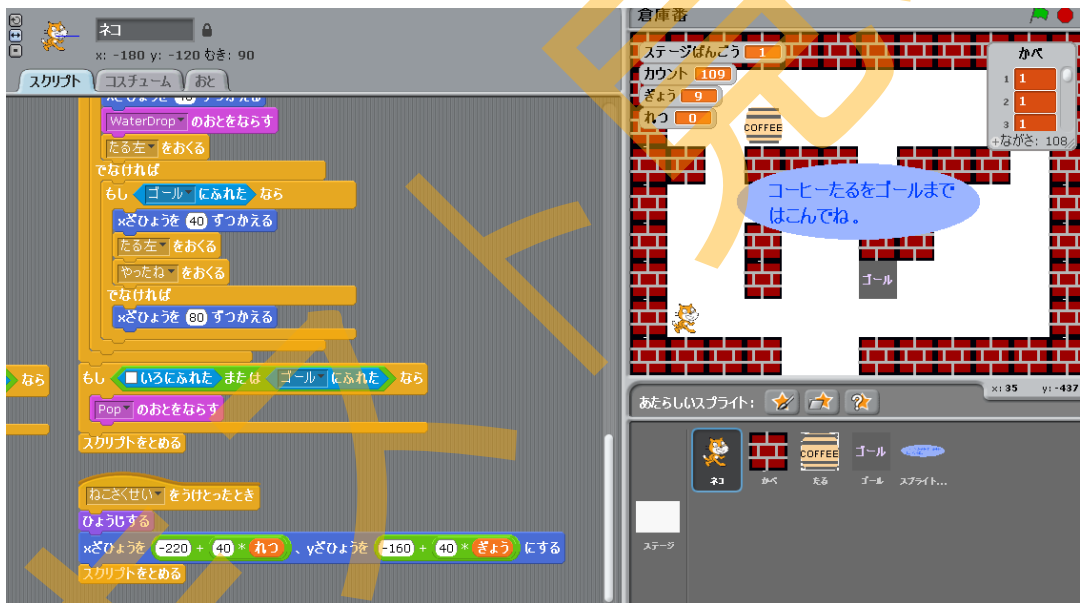 ネコ
x: -180 y: -120 むき: 90
スクリプト
コスチューム
おと
WaterDrop のおとをならす
たる左 をおくる
でなければ
もし ゴール にふれた なら
xざひょうを 40 ずつかえる
たる左 をおくる
やったね をおくる
でなければ
xざひょうを 80 ずつかえる
なら
もし いろにふれた または ゴール にふれた なら
Pop のおとをならす
スクリプトをとめる
ねこさくせい をうけとったとき
ひょうじする
xざひょうを -220 + 40 * れつ 、yざひょうを -160 + 40 * ぎょう にする
スクリプトをとめる
倉庫番
ステージばんごう 1
カウント 109
ぎょう 9
れつ 0
かべ
1 1
2 1
3 1
+ながさ: 108
COFFEE
コーヒーたるをゴールまで
はこんでね。
ゴール
x: 35 y: -437
あたらしいスプライト:
COFFEE
ゴール
ネコ
かべ
たる
ゴール
スプライト...
ステージ